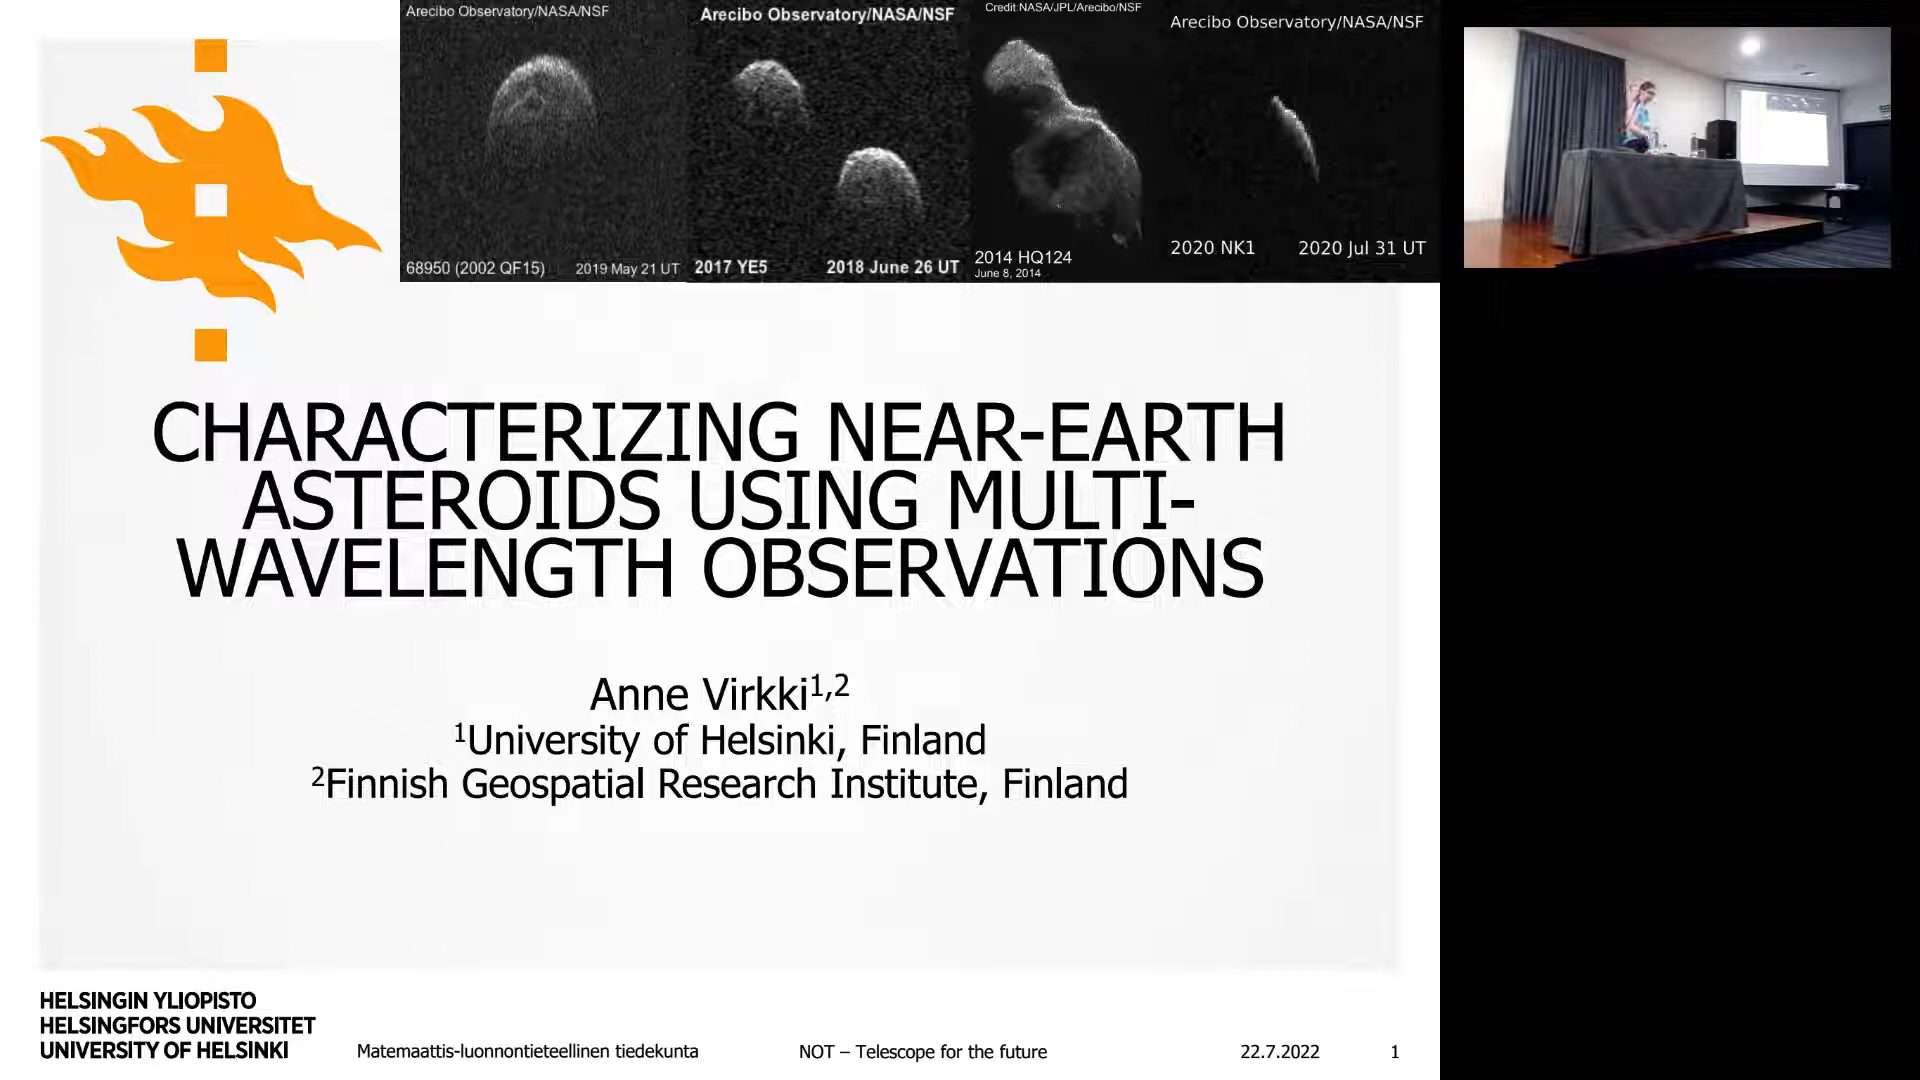 Arecibo Observatory/NASA/NSF
68950 (2002 QF15) 2019 May 21 UT
Arecibo Observatory/NASA/NSF
2017 YE5 2018 June 26 UT
Credit:NASA/JPL/Arecibo/NSF
2014 HQ124
June 8, 2014
Arecibo Observatory/NASA/NSF
2020 NK1 2020 Jul 31 UT
CHARACTERIZING NEAR-EARTH
ASTEROIDS USING MULTI-
WAVELENGTH OBSERVATIONS
Anne Virkki1,2
1University of Helsinki, Finland
2Finnish Geospatial Research Institute, Finland
HELSINGIN YLIOPISTO
HELSINGFORS UNIVERSITET
UNIVERSITY OF HELSINKI
Matemaattis-luonnontieteellinen tiedekunta
NOT – Telescope for the future
22.7.2022
1